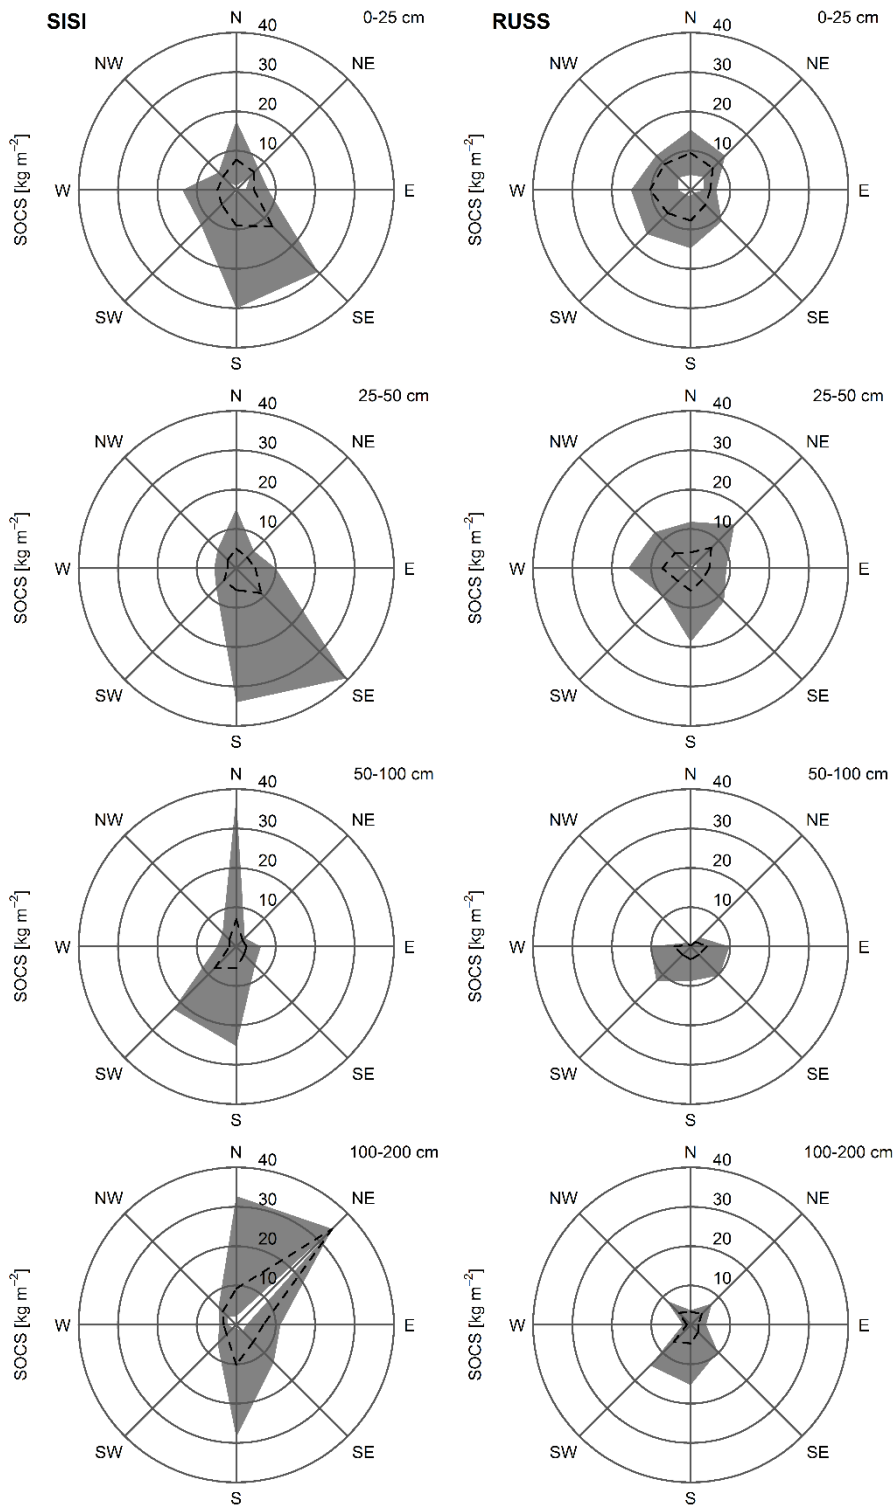 SISI
0-25 cm
N
NE
E
SE
S
SW
W
NW
40
30
20
10
SOCS [kg m⁻²]
RUSS
0-25 cm
N
NE
E
SE
S
SW
W
NW
40
30
20
10
SOCS [kg m⁻²]
25-50 cm
N
NE
E
SE
S
SW
W
NW
40
30
20
10
SOCS [kg m⁻²]
25-50 cm
N
NE
E
SE
S
SW
W
NW
40
30
20
10
SOCS [kg m⁻²]
50-100 cm
N
NE
E
SE
S
SW
W
NW
40
30
20
10
SOCS [kg m⁻²]
50-100 cm
N
NE
E
SE
S
SW
W
NW
40
30
20
10
SOCS [kg m⁻²]
100-200 cm
N
NE
E
SE
S
SW
W
NW
40
30
20
10
SOCS [kg m⁻²]
100-200 cm
N
NE
E
SE
S
SW
W
NW
40
30
20
10
SOCS [kg m⁻²]